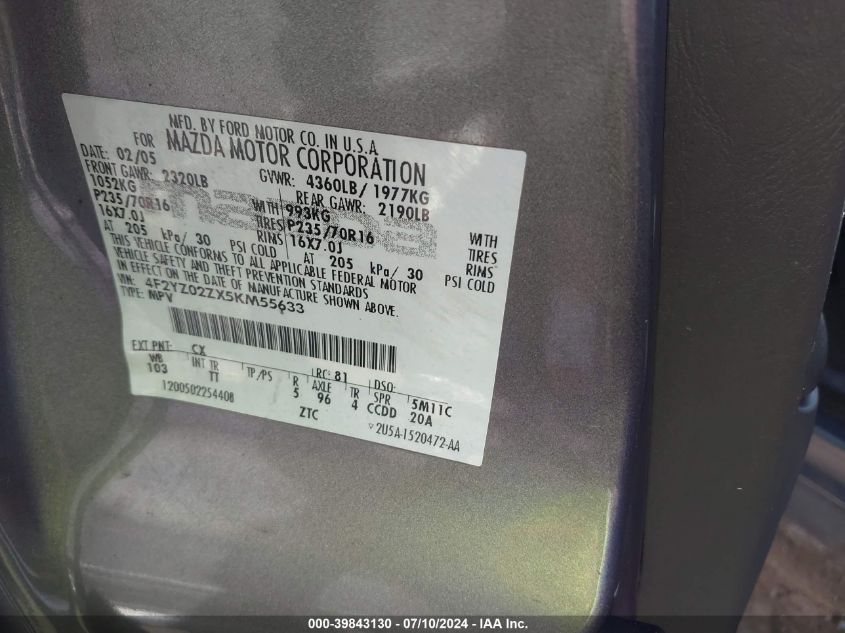 MFD. BY FORD MOTOR CO. IN U.S.A.
FOR MAZDA MOTOR CORPORATION
DATE: 02/05 GVWR: 4360LB/ 1977KG
FRONT GAWR: 2320LB REAR GAWR: 2190LB
1052KG WITH 993KG WITH
P235/70R16 TIRES P235/70R16 TIRES
16X7.0J RIMS 16X7.0J RIMS
AT 205 kPa/ 30 PSI COLD AT 205 kPa/ 30 PSI COLD
THIS VEHICLE CONFORMS TO ALL APPLICABLE FEDERAL MOTOR
VEHICLE SAFETY AND THEFT PREVENTION STANDARDS
IN EFFECT ON THE DATE OF MANUFACTURE SHOWN ABOVE.
VIN: 4F2YZ02ZX5KM55633
TYPE: MPV
EXT PNT: CX RC: 81 DSO:
WB INT TR TP/PS R AXLE TR SPR 5M11C
103 TT 5 96 4 CCDD 20A
1200502254408 ZTC
2U5A-1520472-AA
000-39843130 - 07/10/2024 - IAA Inc.